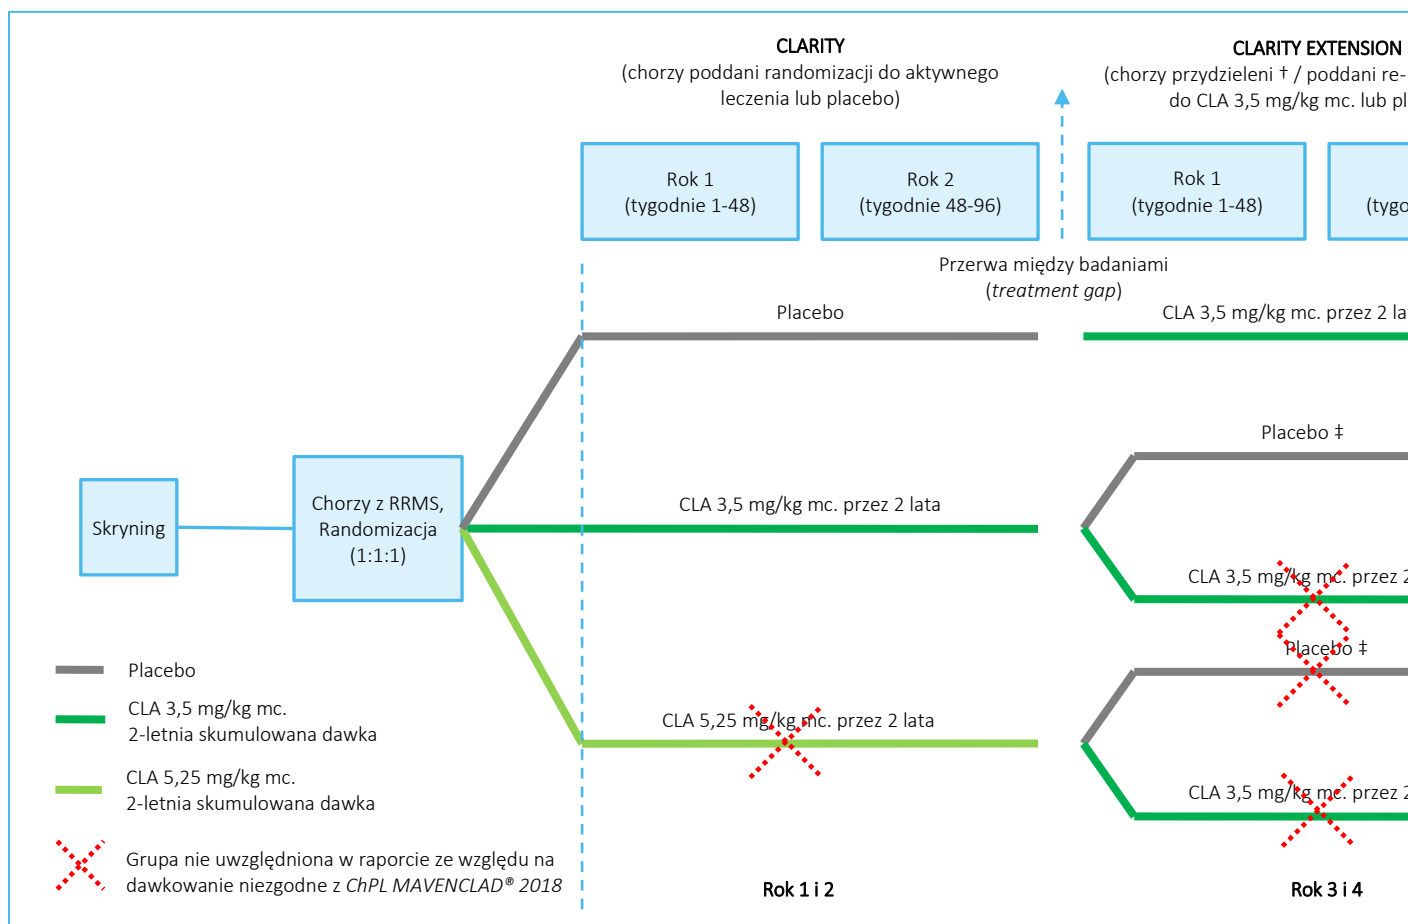 CLARITY
(chorzy poddani randomizacji do aktywnego
leczenia lub placebo)
CLARITY EXTENSION
(chorzy przydzieleni † / poddani re-
do CLA 3,5 mg/kg mc. lub pl
Rok 1
(tygodnie 1-48)
Rok 2
(tygodnie 48-96)
Rok 1
(tygodnie 1-48)
(tygo
Przerwa między badaniami
(treatment gap)
Placebo
CLA 3,5 mg/kg mc. przez 2 la
Placebo ‡
Skryning
Chorzy z RRMS,
Randomizacja
(1:1:1)
CLA 3,5 mg/kg mc. przez 2 lata
CLA 3,5 mg/kg mc. przez 2
Placebo ‡
CLA 5,25 mg/kg mc. przez 2 lata
CLA 3,5 mg/kg mc. przez 2
Placebo
CLA 3,5 mg/kg mc.
2-letnia skumulowana dawka
CLA 5,25 mg/kg mc.
2-letnia skumulowana dawka
Grupa nie uwzględniona w raporcie ze względu na
dawkowanie niezgodne z ChPL MAVENCLAD® 2018
Rok 1 i 2
Rok 3 i 4